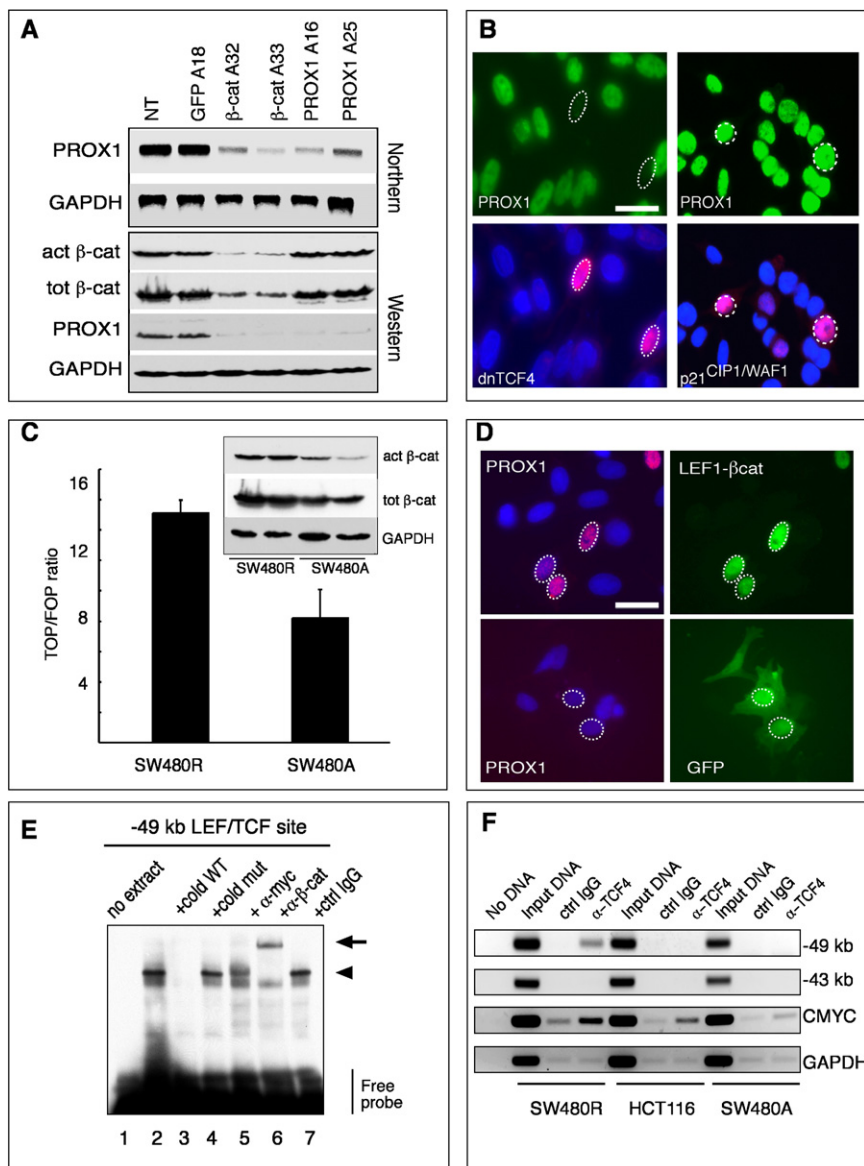 A
NT
GFP A18
β-cat A32
β-cat A33
PROX1 A16
PROX1 A25
PROX1
GAPDH
Northern
act β-cat
tot β-cat
PROX1
GAPDH
Western
B
PROX1
PROX1
dnTCF4
p21CIP1/WAF1
C
TOP/FOP ratio
16
12
8
4
act β-cat
tot β-cat
GAPDH
SW480R SW480A
SW480R SW480A
D
PROX1
LEF1-βcat
PROX1
GFP
E
-49 kb LEF/TCF site
no extract
+cold WT
+cold mut
+ α-myc
+α-β-cat
+ctrl IgG
Free
probe
1 2 3 4 5 6 7
F
No DNA
Input DNA
ctrl IgG
α-TCF4
Input DNA
ctrl IgG
α-TCF4
Input DNA
ctrl IgG
α-TCF4
-49 kb
-43 kb
CMYC
GAPDH
SW480R HCT116 SW480A